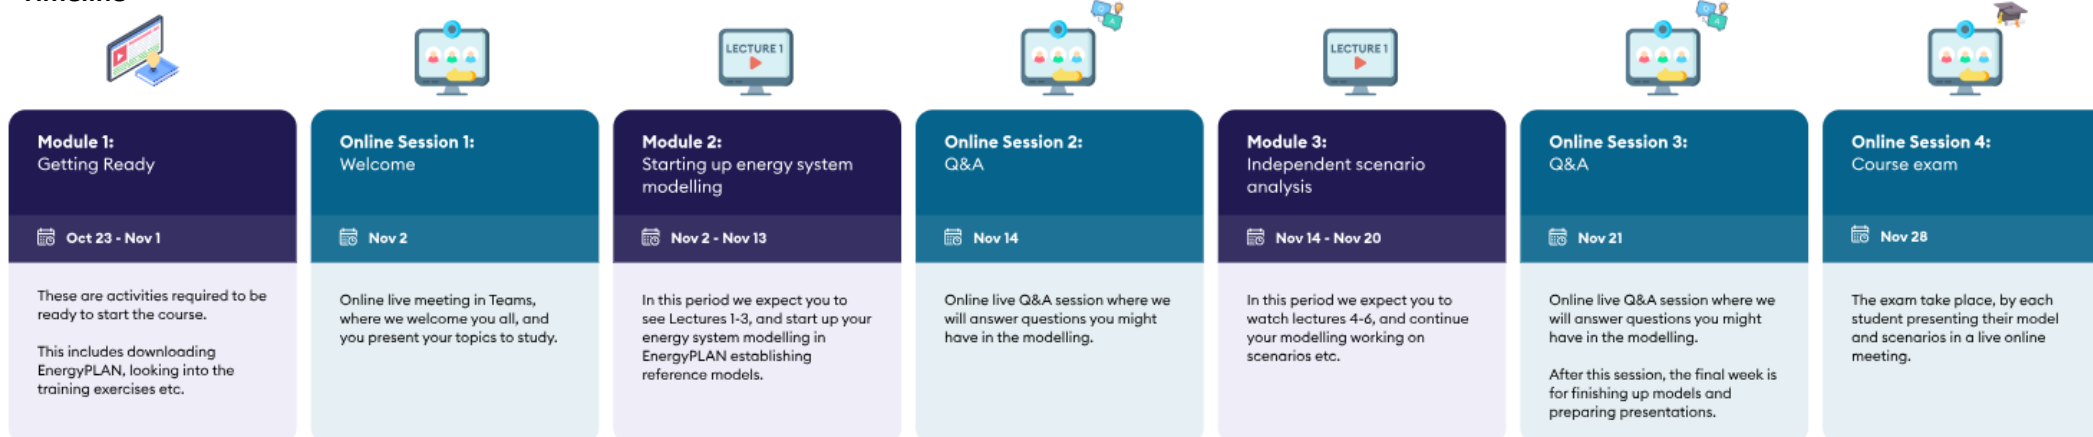 Timeline
LECTURE 1
Q
A
LECTURE 1
Q
A
Module 1:
Getting Ready
Oct 23 - Nov 1
These are activities required to be
ready to start the course.
This includes downloading
EnergyPLAN, looking into the
training exercises etc.
Online Session 1:
Welcome
Nov 2
Online live meeting in Teams,
where we welcome you all, and
you present your topics to study.
Module 2:
Starting up energy system
modelling
Nov 2 - Nov 13
In this period we expect you to
see Lectures 1-3, and start up your
energy system modelling in
EnergyPLAN establishing
reference models.
Online Session 2:
Q&A
Nov 14
Online live Q&A session where we
will answer questions you might
have in the modelling.
Module 3:
Independent scenario
analysis
Nov 14 - Nov 20
In this period we expect you to
watch lectures 4-6, and continue
your modelling working on
scenarios etc.
Online Session 3:
Q&A
Nov 21
Online live Q&A session where we
will answer questions you might
have in the modelling.
After this session, the final week is
for finishing up models and
preparing presentations.
Online Session 4:
Course exam
Nov 28
The exam take place, by each
student presenting their model
and scenarios in a live online
meeting.